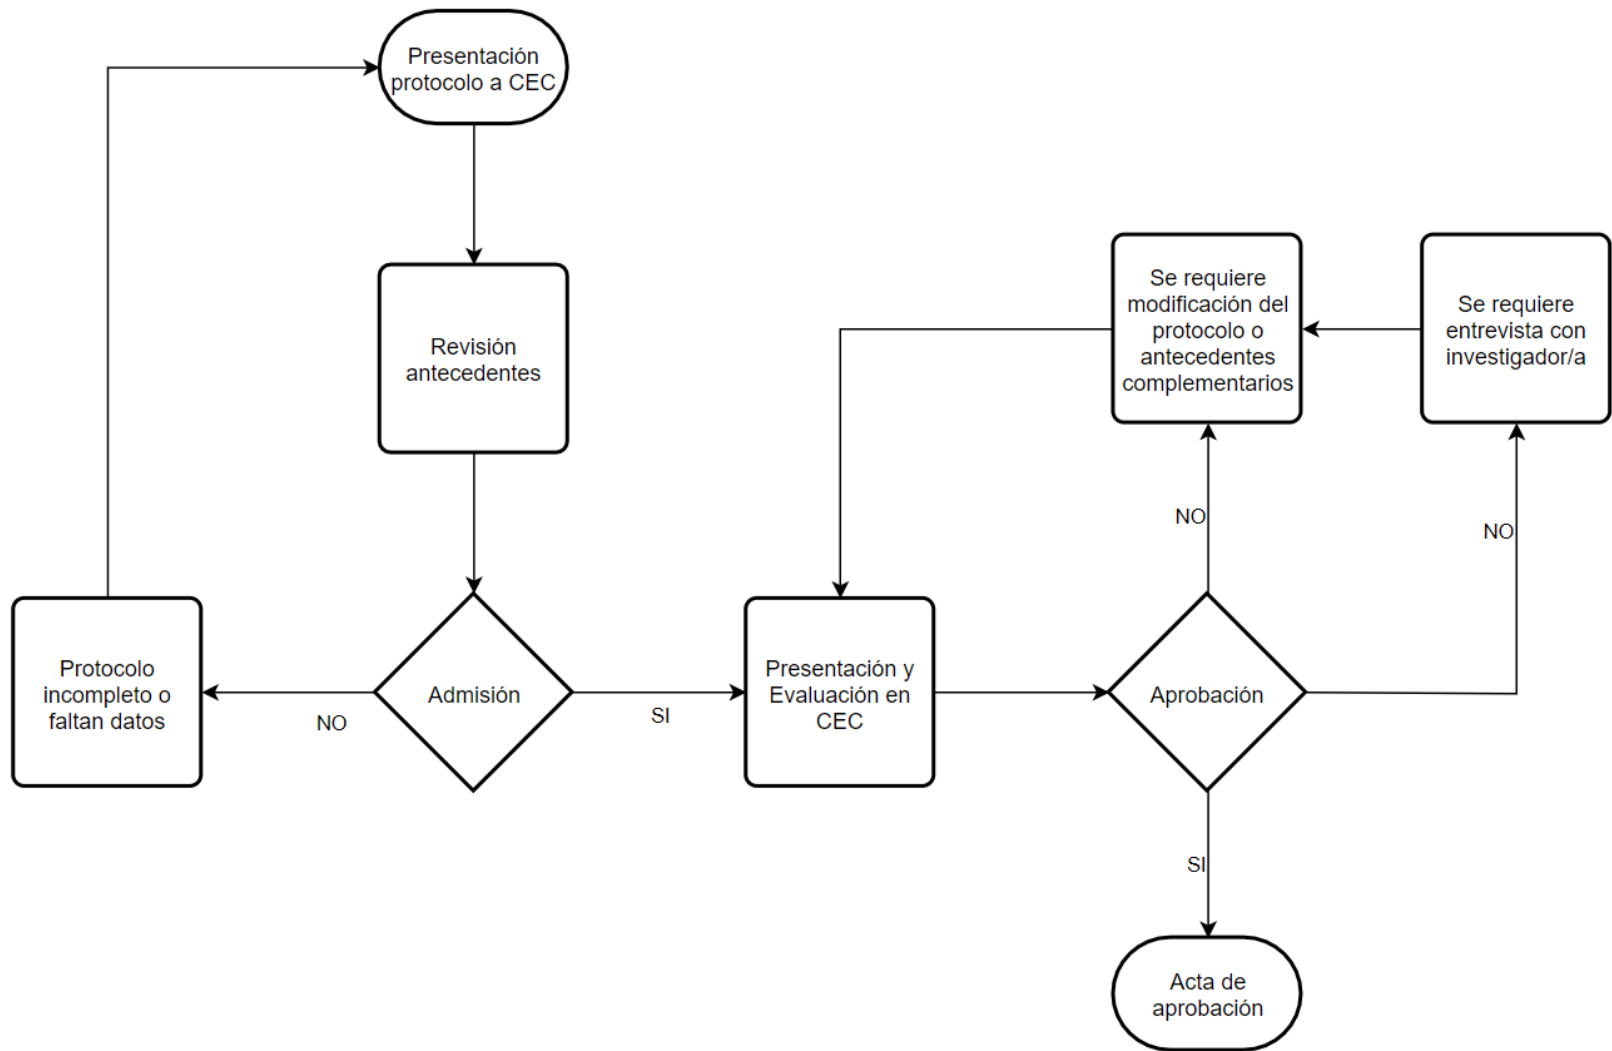 Presentación
protocolo a CEC
Revisión
antecedentes
Se requiere
modificación del
protocolo o
antecedentes
complementarios
Se requiere
entrevista con
investigador/a
NO
NO
Protocolo
incompleto o
faltan datos
NO
Admisión
SI
Presentación y
Evaluación en
CEC
Aprobación
SI
Acta de
aprobación